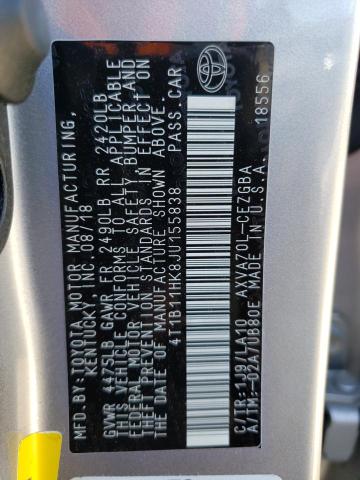 MFD. BY: TOYOTA MOTOR MANUFACTURING
KENTUCKY, INC. 08/18
GVWR 4475LB GAWR FR 2490LB RR 2420LB
THIS VEHICLE CONFORMS TO ALL APPLICABLE
FEDERAL MOTOR VEHICLE SAFETY, BUMPER, AND
THEFT PREVENTION STANDARDS IN EFFECT ON
THE DATE OF MANUFACTURE SHOWN ABOVE.
4T1B11HK8JU155838 PASS. CAR
C/TR: 1J9/LA10 AXVA70L-CEZGBA
A/TM: -02A/UB80E MADE IN U.S.A.
18556
TOYOTA